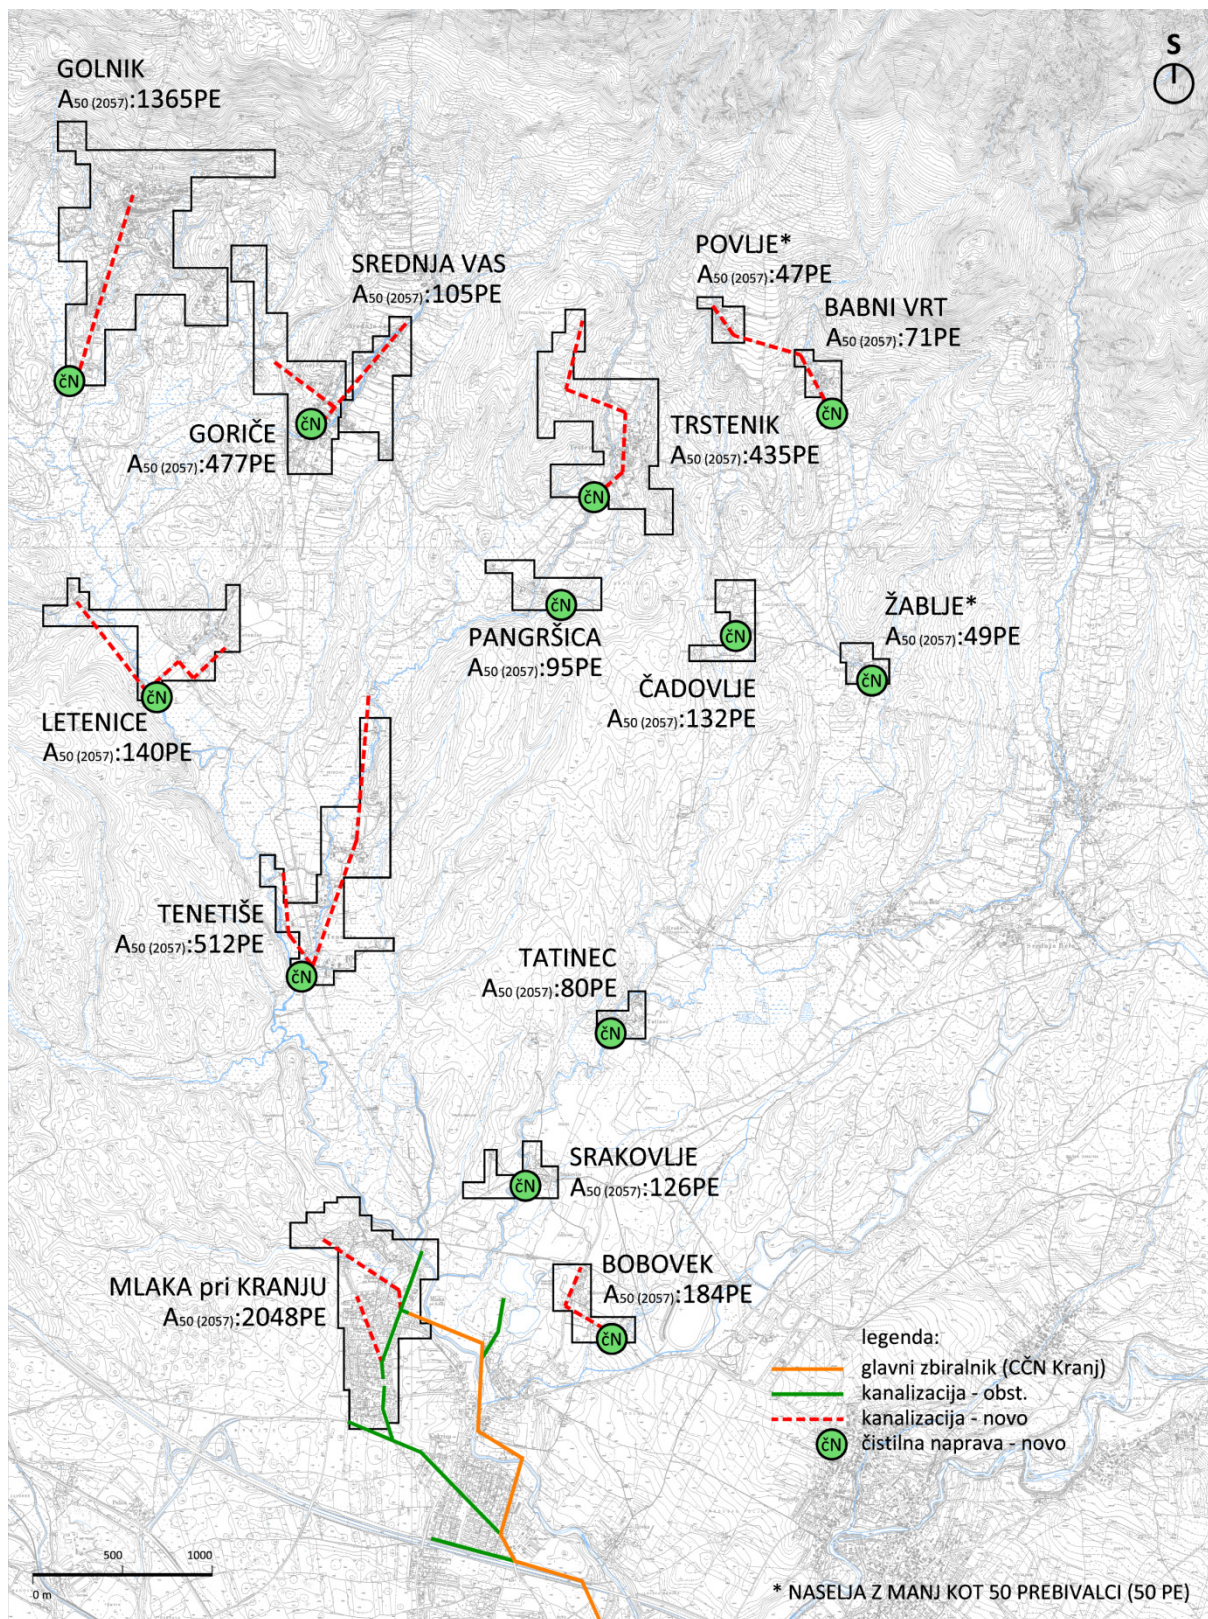 S
GOLNIK
A50 (2057):1365PE
SREDNJA VAS
A50 (2057):105PE
POVLJE*
A50 (2057):47PE
BABNI VRT
A50 (2057):71PE
ČN
ČN
ČN
GORIČE
A50 (2057):477PE
TRSTENIK
A50 (2057):435PE
ČN
PANGRŠICA
A50 (2057):95PE
ČN
ČADOVLJE
A50 (2057):132PE
ČN
ŽABLJE*
A50 (2057):49PE
ČN
LETENICE
A50 (2057):140PE
ČN
TENETIŠE
A50 (2057):512PE
ČN
TATINEC
A50 (2057):80PE
ČN
SRAKOVLJE
A50 (2057):126PE
ČN
MLAKA pri KRANJU
A50 (2057):2048PE
BOBOVEK
A50 (2057):184PE
ČN
legenda:
glavni zbiralnik (CČN Kranj)
kanalizacija - obst.
kanalizacija - novo
ČN čistilna naprava - novo
500 1000
0 m
* NASELJA Z MANJ KOT 50 PREBIVALCI (50 PE)